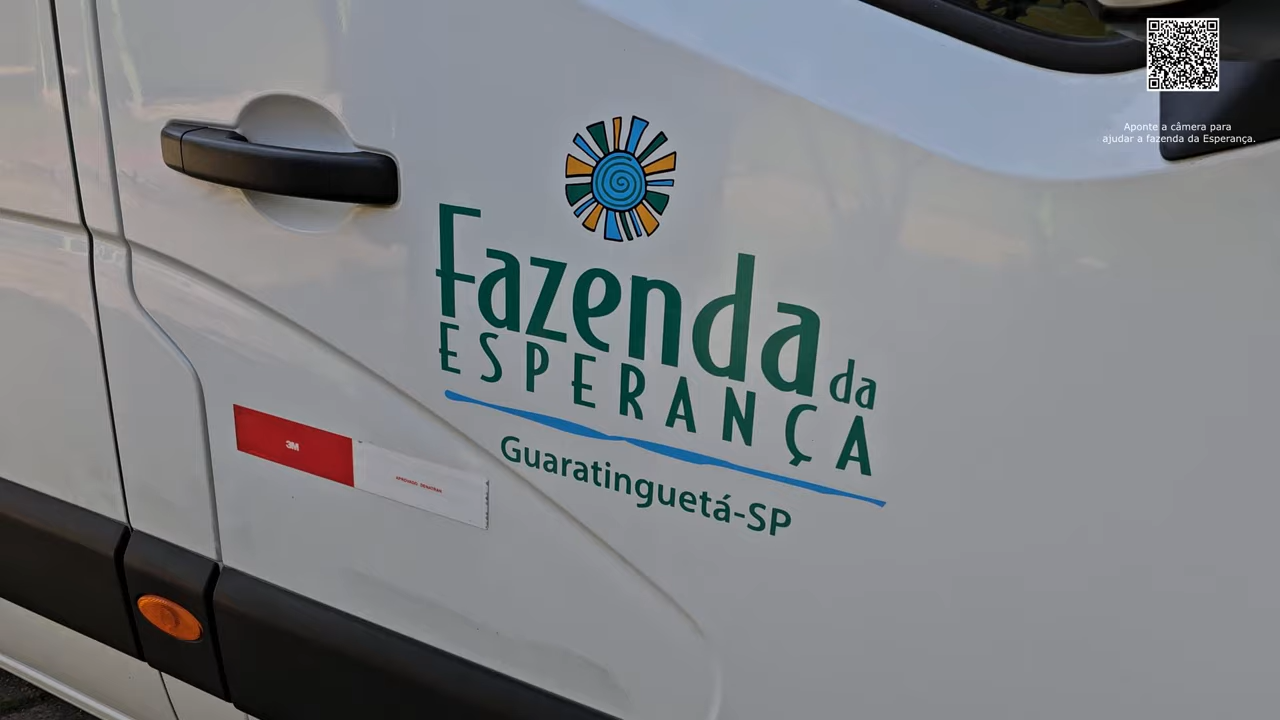 Aponte a câmera para
ajudar a fazenda da Esperança.
Fazenda da
ESPERANÇA
Guaratinguetá-SP
3M